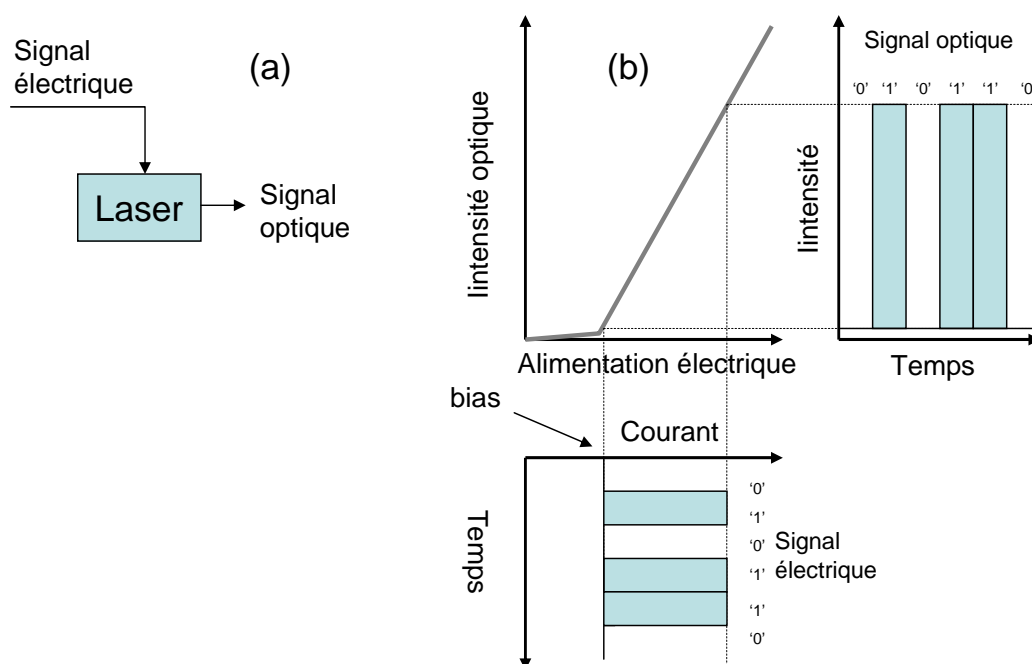 Signal
électrique
(a)
Laser
Signal
optique
(b)
Iintensité optique
Alimentation électrique
Signal optique
‘0’ ‘1’ ‘0’ ‘1’ ‘1’ ‘0’
Iintensité
Temps
bias
Courant
Temps
‘0’
‘1’
‘0’
‘1’
‘1’
‘0’
Signal
électrique